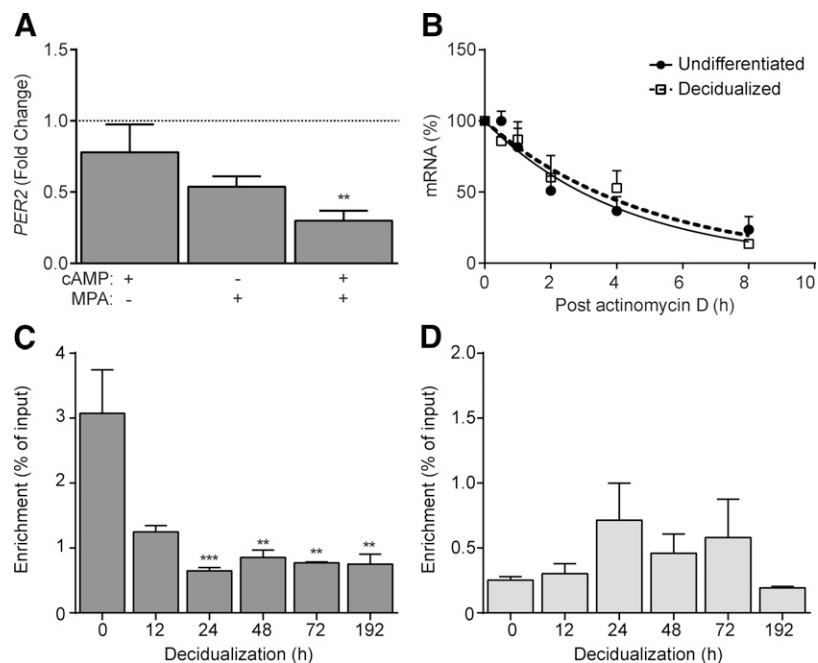 A
PER2 (Fold Change)
1.5
1.0
0.5
0.0
**
cAMP: + - +
MPA: - + +
B
mRNA (%)
150
100
50
0
Undifferentiated
Decidualized
0 2 4 6 8 10
Post actinomycin D (h)
C
Enrichment (% of input)
4
3
2
1
0
*** ** ** **
0 12 24 48 72 192
Decidualization (h)
D
Enrichment (% of input)
2.0
1.5
1.0
0.5
0
0 12 24 48 72 192
Decidualization (h)